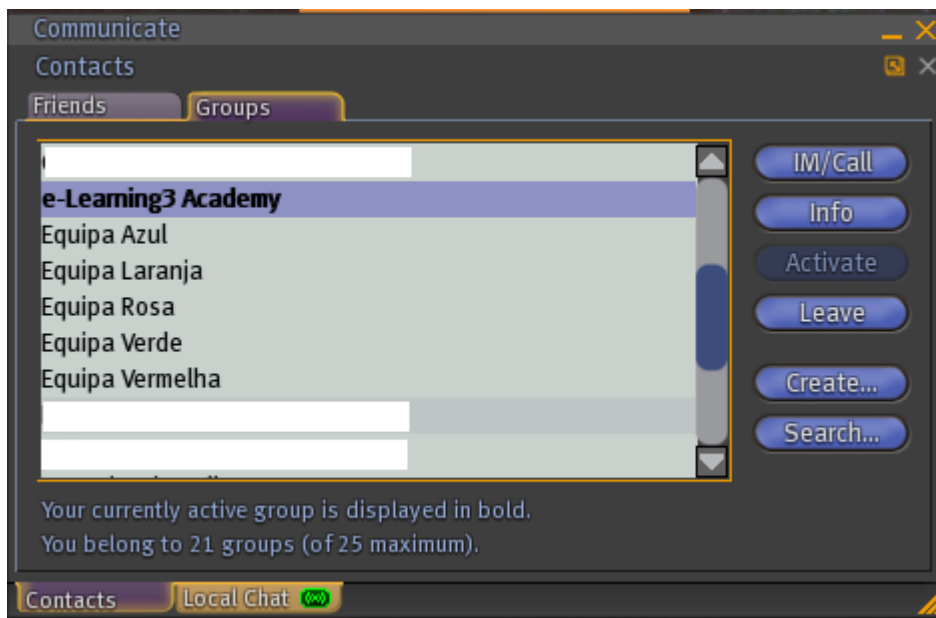 Communicate
Contacts
Friends
Groups
IM/Call
e-Learning3 Academy
Info
Equipa Azul
Equipa Laranja
Activate
Equipa Rosa
Leave
Equipa Verde
Equipa Vermelha
Create...
Search...
Your currently active group is displayed in bold.
You belong to 21 groups (of 25 maximum).
Contacts
Local Chat